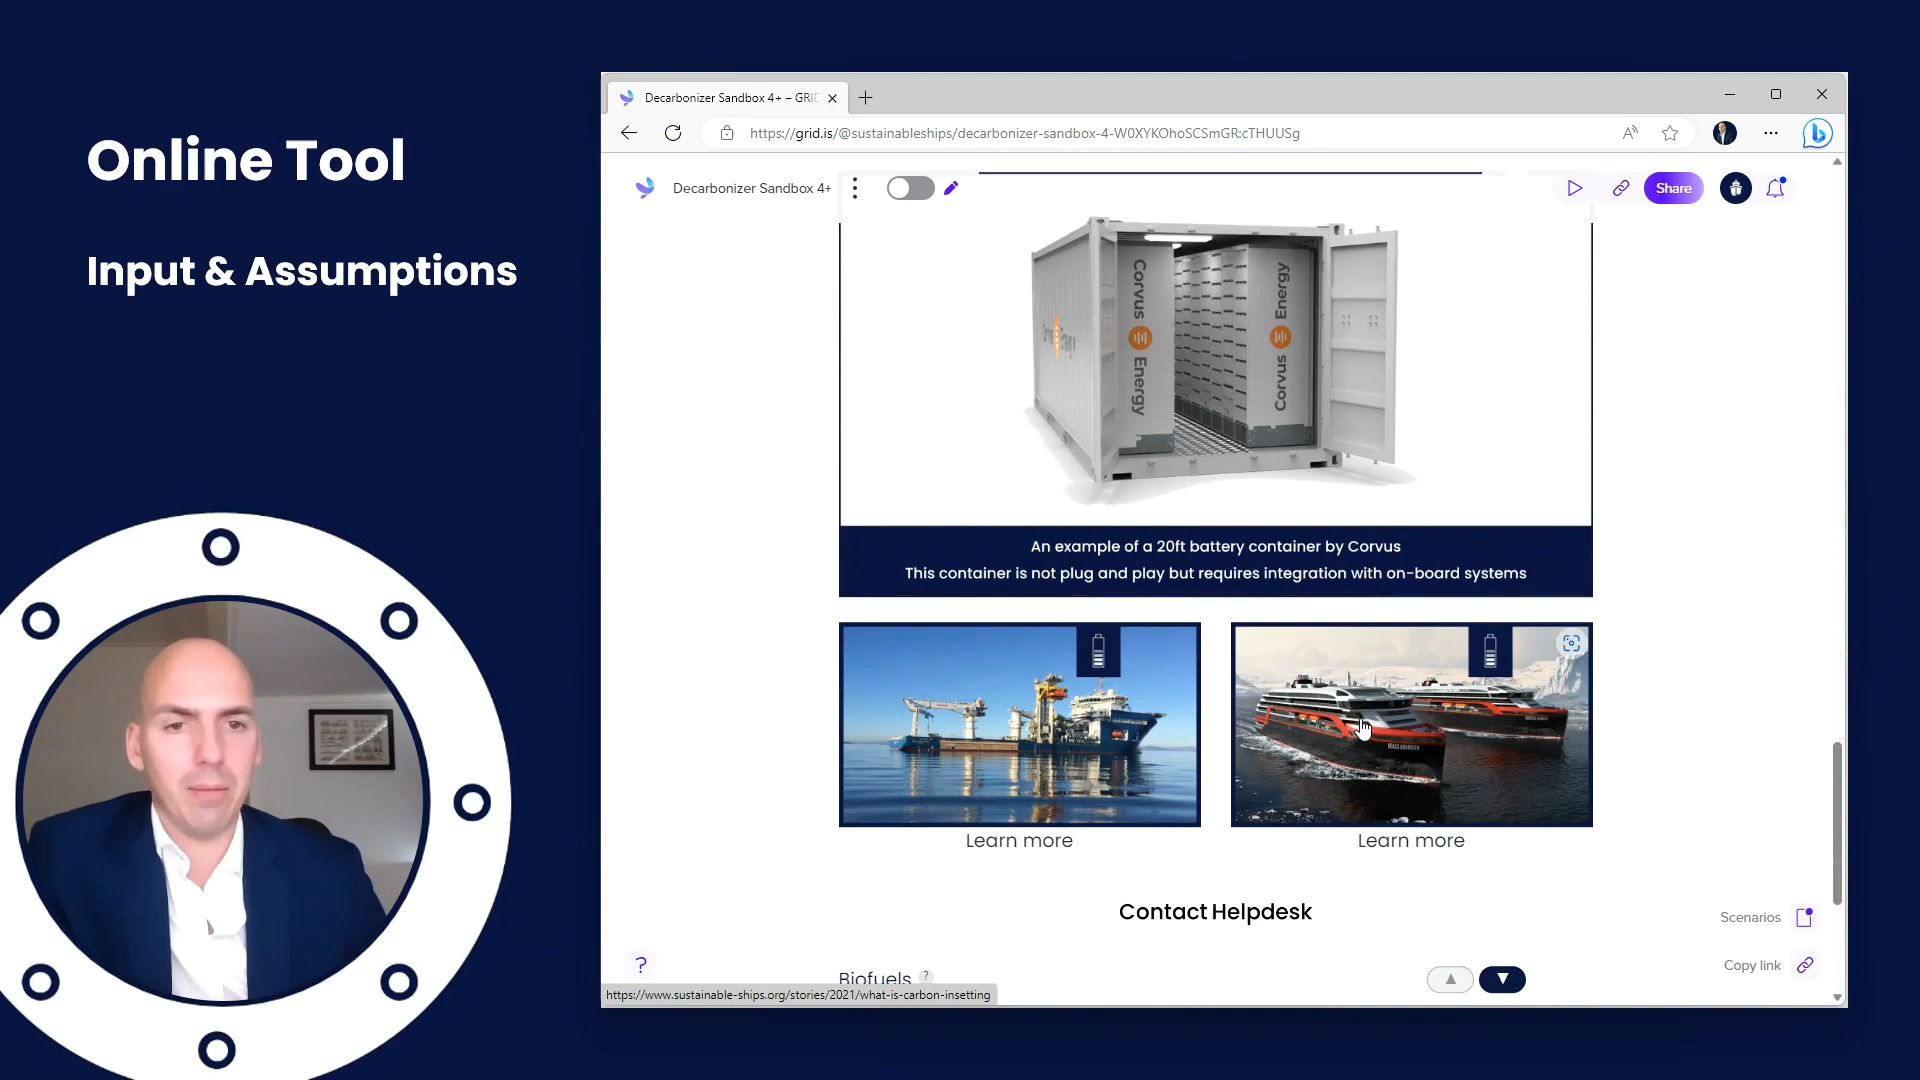 Online Tool
Input & Assumptions
Decarbonizer Sandbox 4+ – GRID
https://grid.is/@sustainableships/decarbonizer-sandbox-4-W0XYKOhoSCSmGR:cTHUUSg
Decarbonizer Sandbox 4+
Share
Corvus Energy
Corvus Energy
An example of a 20ft battery container by Corvus
This container is not plug and play but requires integration with on-board systems
Learn more
Learn more
Contact Helpdesk
Scenarios
Copy link
?
Biofuels ?
https://www.sustainable-ships.org/stories/2021/what-is-carbon-insetting